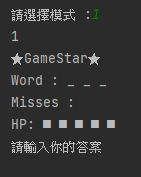 請選擇模式 :1
1
★GameStar★
Word : _ _ _
Misses :
HP: ■ ■ ■ ■ ■
請輸入你的答案